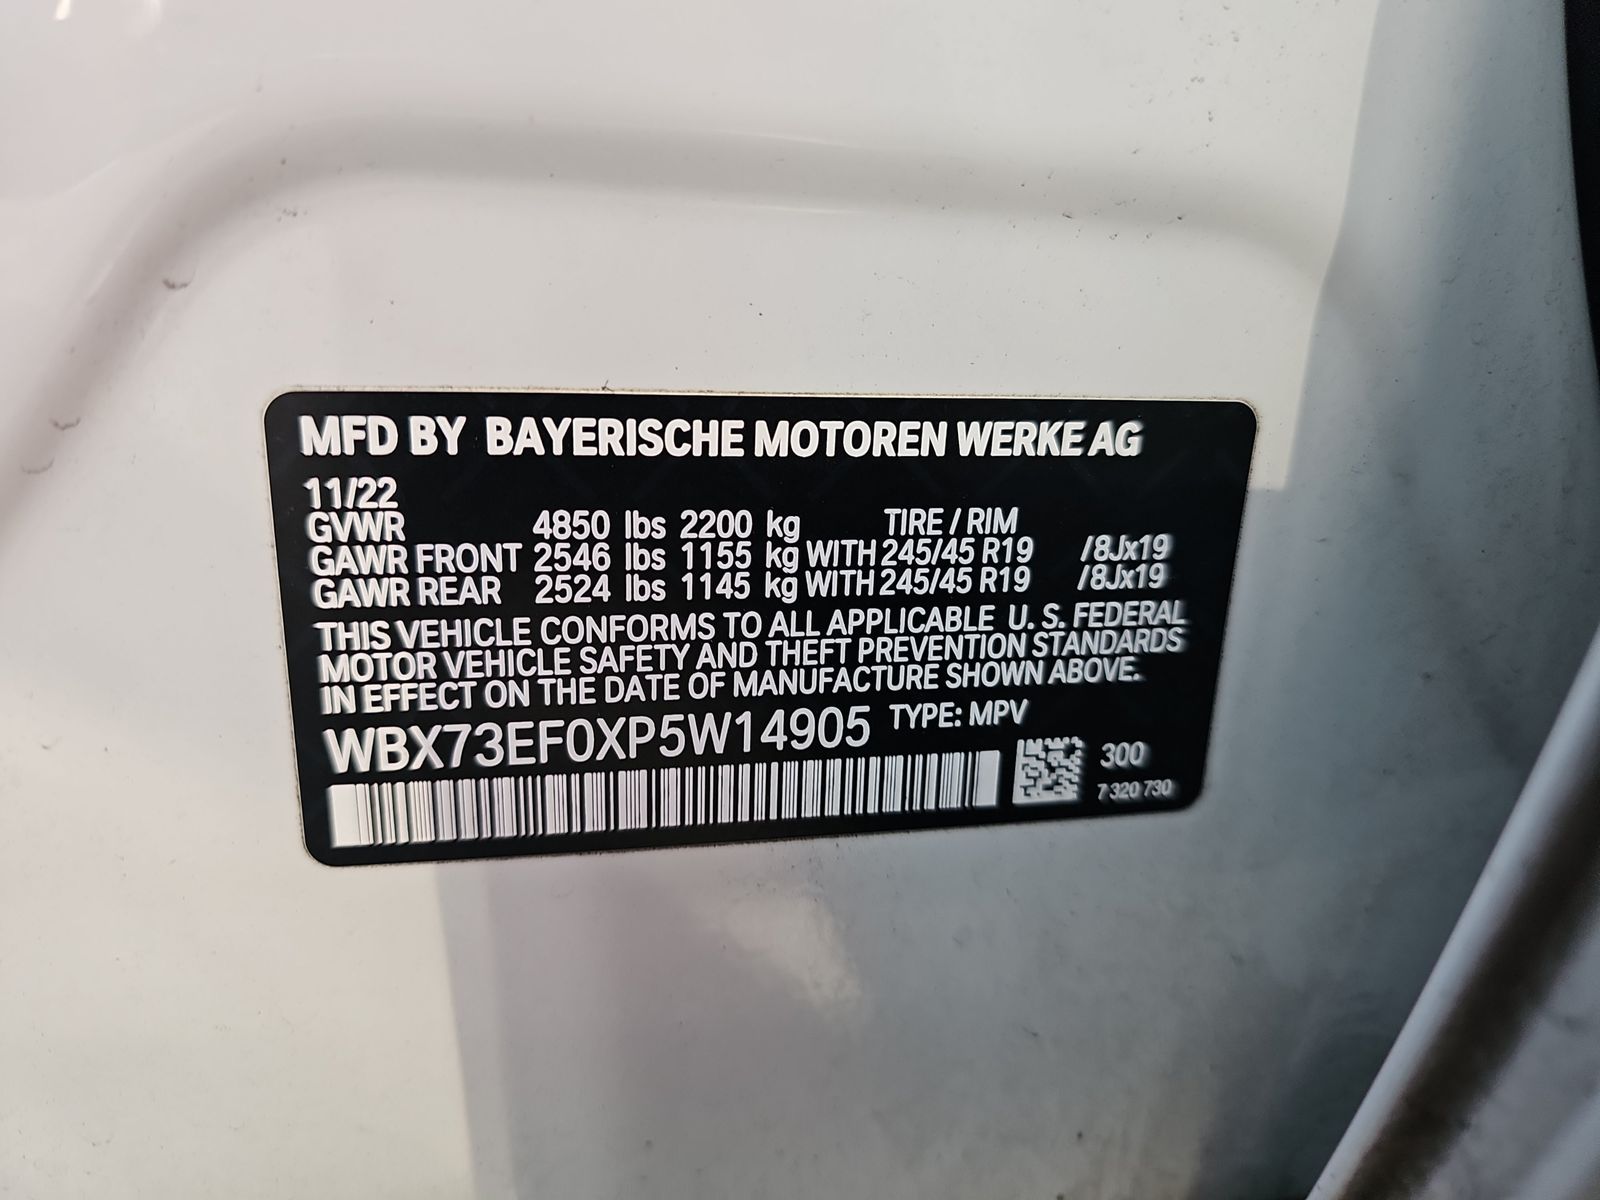 MFD BY BAYERISCHE MOTOREN WERKE AG
11/22
GVWR 4850 lbs 2200 kg TIRE / RIM
GAWR FRONT 2546 lbs 1155 kg WITH 245/45 R19 /8Jx19
GAWR REAR 2524 lbs 1145 kg WITH 245/45 R19 /8Jx19
THIS VEHICLE CONFORMS TO ALL APPLICABLE U. S. FEDERAL
MOTOR VEHICLE SAFETY AND THEFT PREVENTION STANDARDS
IN EFFECT ON THE DATE OF MANUFACTURE SHOWN ABOVE.
WBX73EF0XP5W14905 TYPE: MPV
300
7 320 730